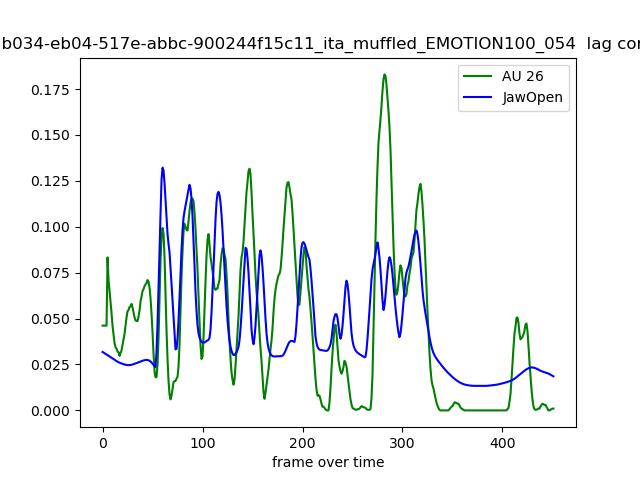 b034-eb04-517e-abbc-900244f15c11_ita_muffled_EMOTION100_054 lag
AU 26
JawOpen
0.175
0.150
0.125
0.100
0.075
0.050
0.025
0.000
0 100 200 300 400
frame over time